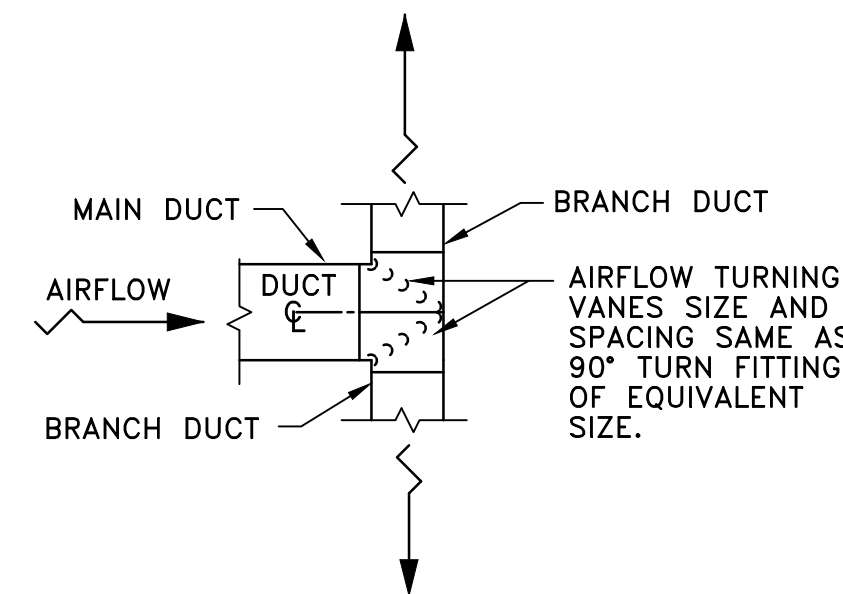 MAIN DUCT
BRANCH DUCT
AIRFLOW
DUCT
℄
AIRFLOW TURNING
VANES SIZE AND
SPACING SAME AS
90° TURN FITTING
OF EQUIVALENT
SIZE.
BRANCH DUCT